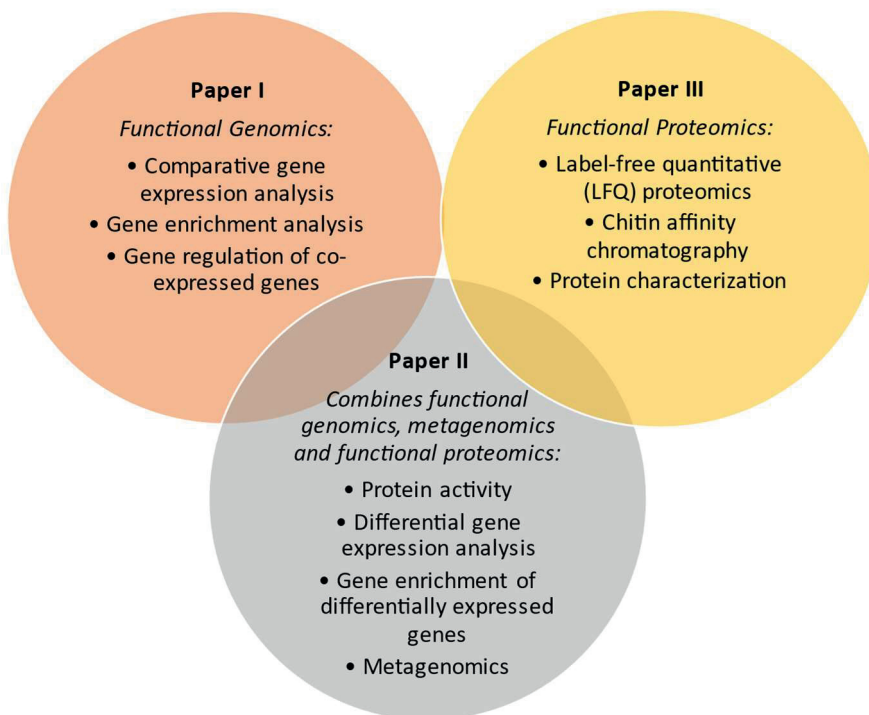 Paper I
Functional Genomics:
• Comparative gene
expression analysis
• Gene enrichment analysis
• Gene regulation of co-
expressed genes
Paper III
Functional Proteomics:
• Label-free quantitative
(LFQ) proteomics
• Chitin affinity
chromatography
• Protein characterization
Paper II
Combines functional
genomics, metagenomics
and functional proteomics:
• Protein activity
• Differential gene
expression analysis
• Gene enrichment of
differentially expressed
genes
• Metagenomics